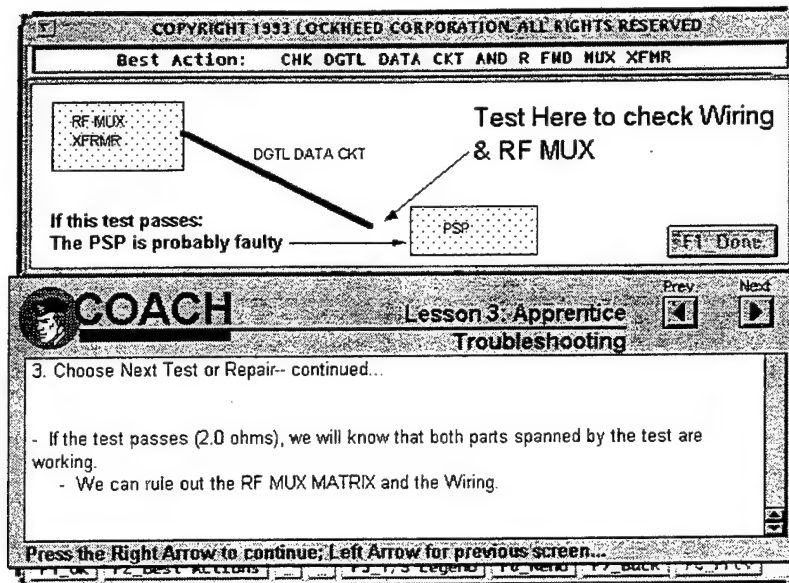 COPYRIGHT 1993 LOCKHEED CORPORATION ALL RIGHTS RESERVED
Best Action: CHK DGTL DATA CKT AND R FWD MUX XFMR
RF MUX
XFRMR
DGTL DATA CKT
Test Here to check Wiring
& RF MUX
If this test passes:
The PSP is probably faulty
PSP
F1 Done
COACH
Lesson 3: Apprentice
Troubleshooting
Prev
Next
3. Choose Next Test or Repair-- continued...
- If the test passes (2.0 ohms), we will know that both parts spanned by the test are
working.
- We can rule out the RF MUX MATRIX and the Wiring.
Press the Right Arrow to continue; Left Arrow for previous screen...